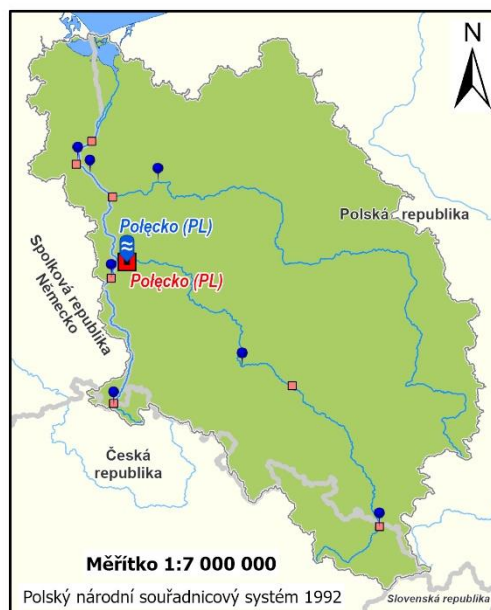 N
Polská republika
Połęcko (PL)
Połęcko (PL)
Spolková republika
Německo
Česká
republika
Měřítko 1:7 000 000
Polský národní souřadnicový systém 1992
Slovenská republika